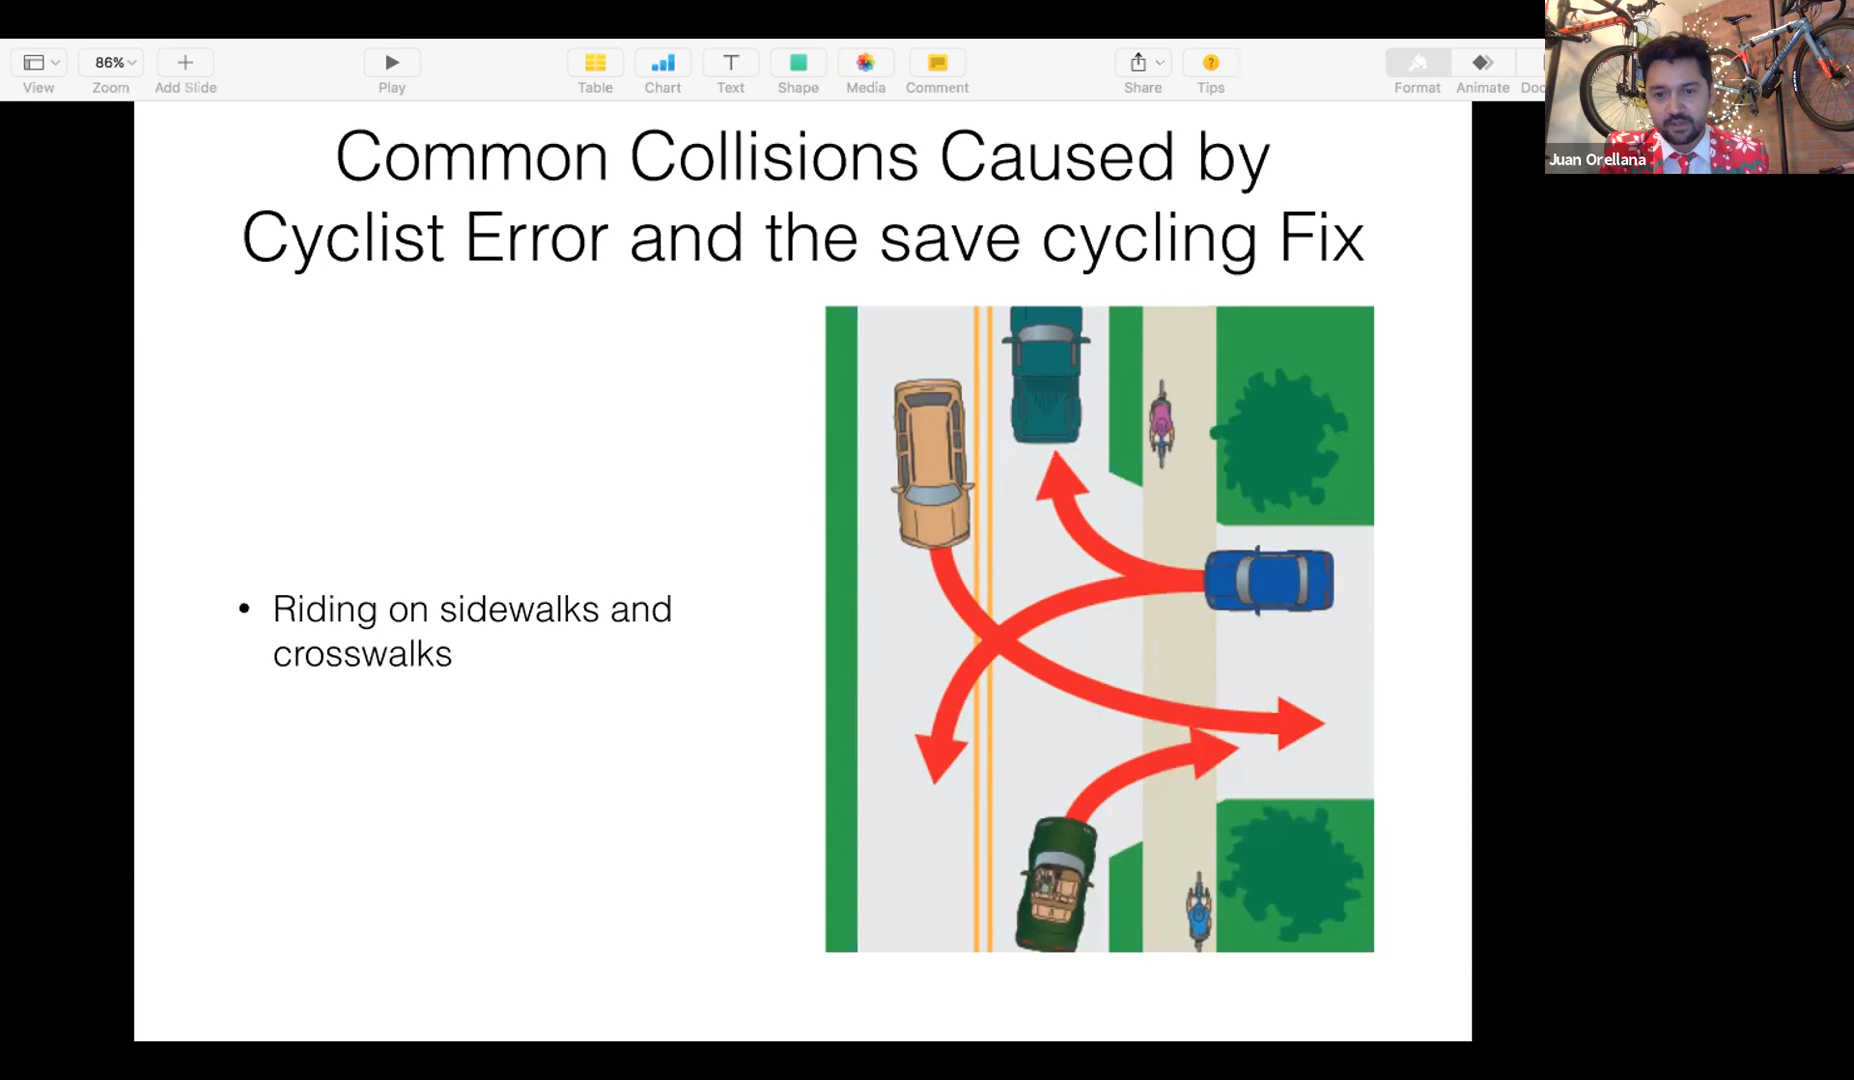 View
86%
Zoom
Add Slide
Play
Table
Chart
Text
Shape
Media
Comment
Share
Tips
Format
Animate
Doc
Juan Orellana
Common Collisions Caused by
Cyclist Error and the save cycling Fix
• Riding on sidewalks and
crosswalks